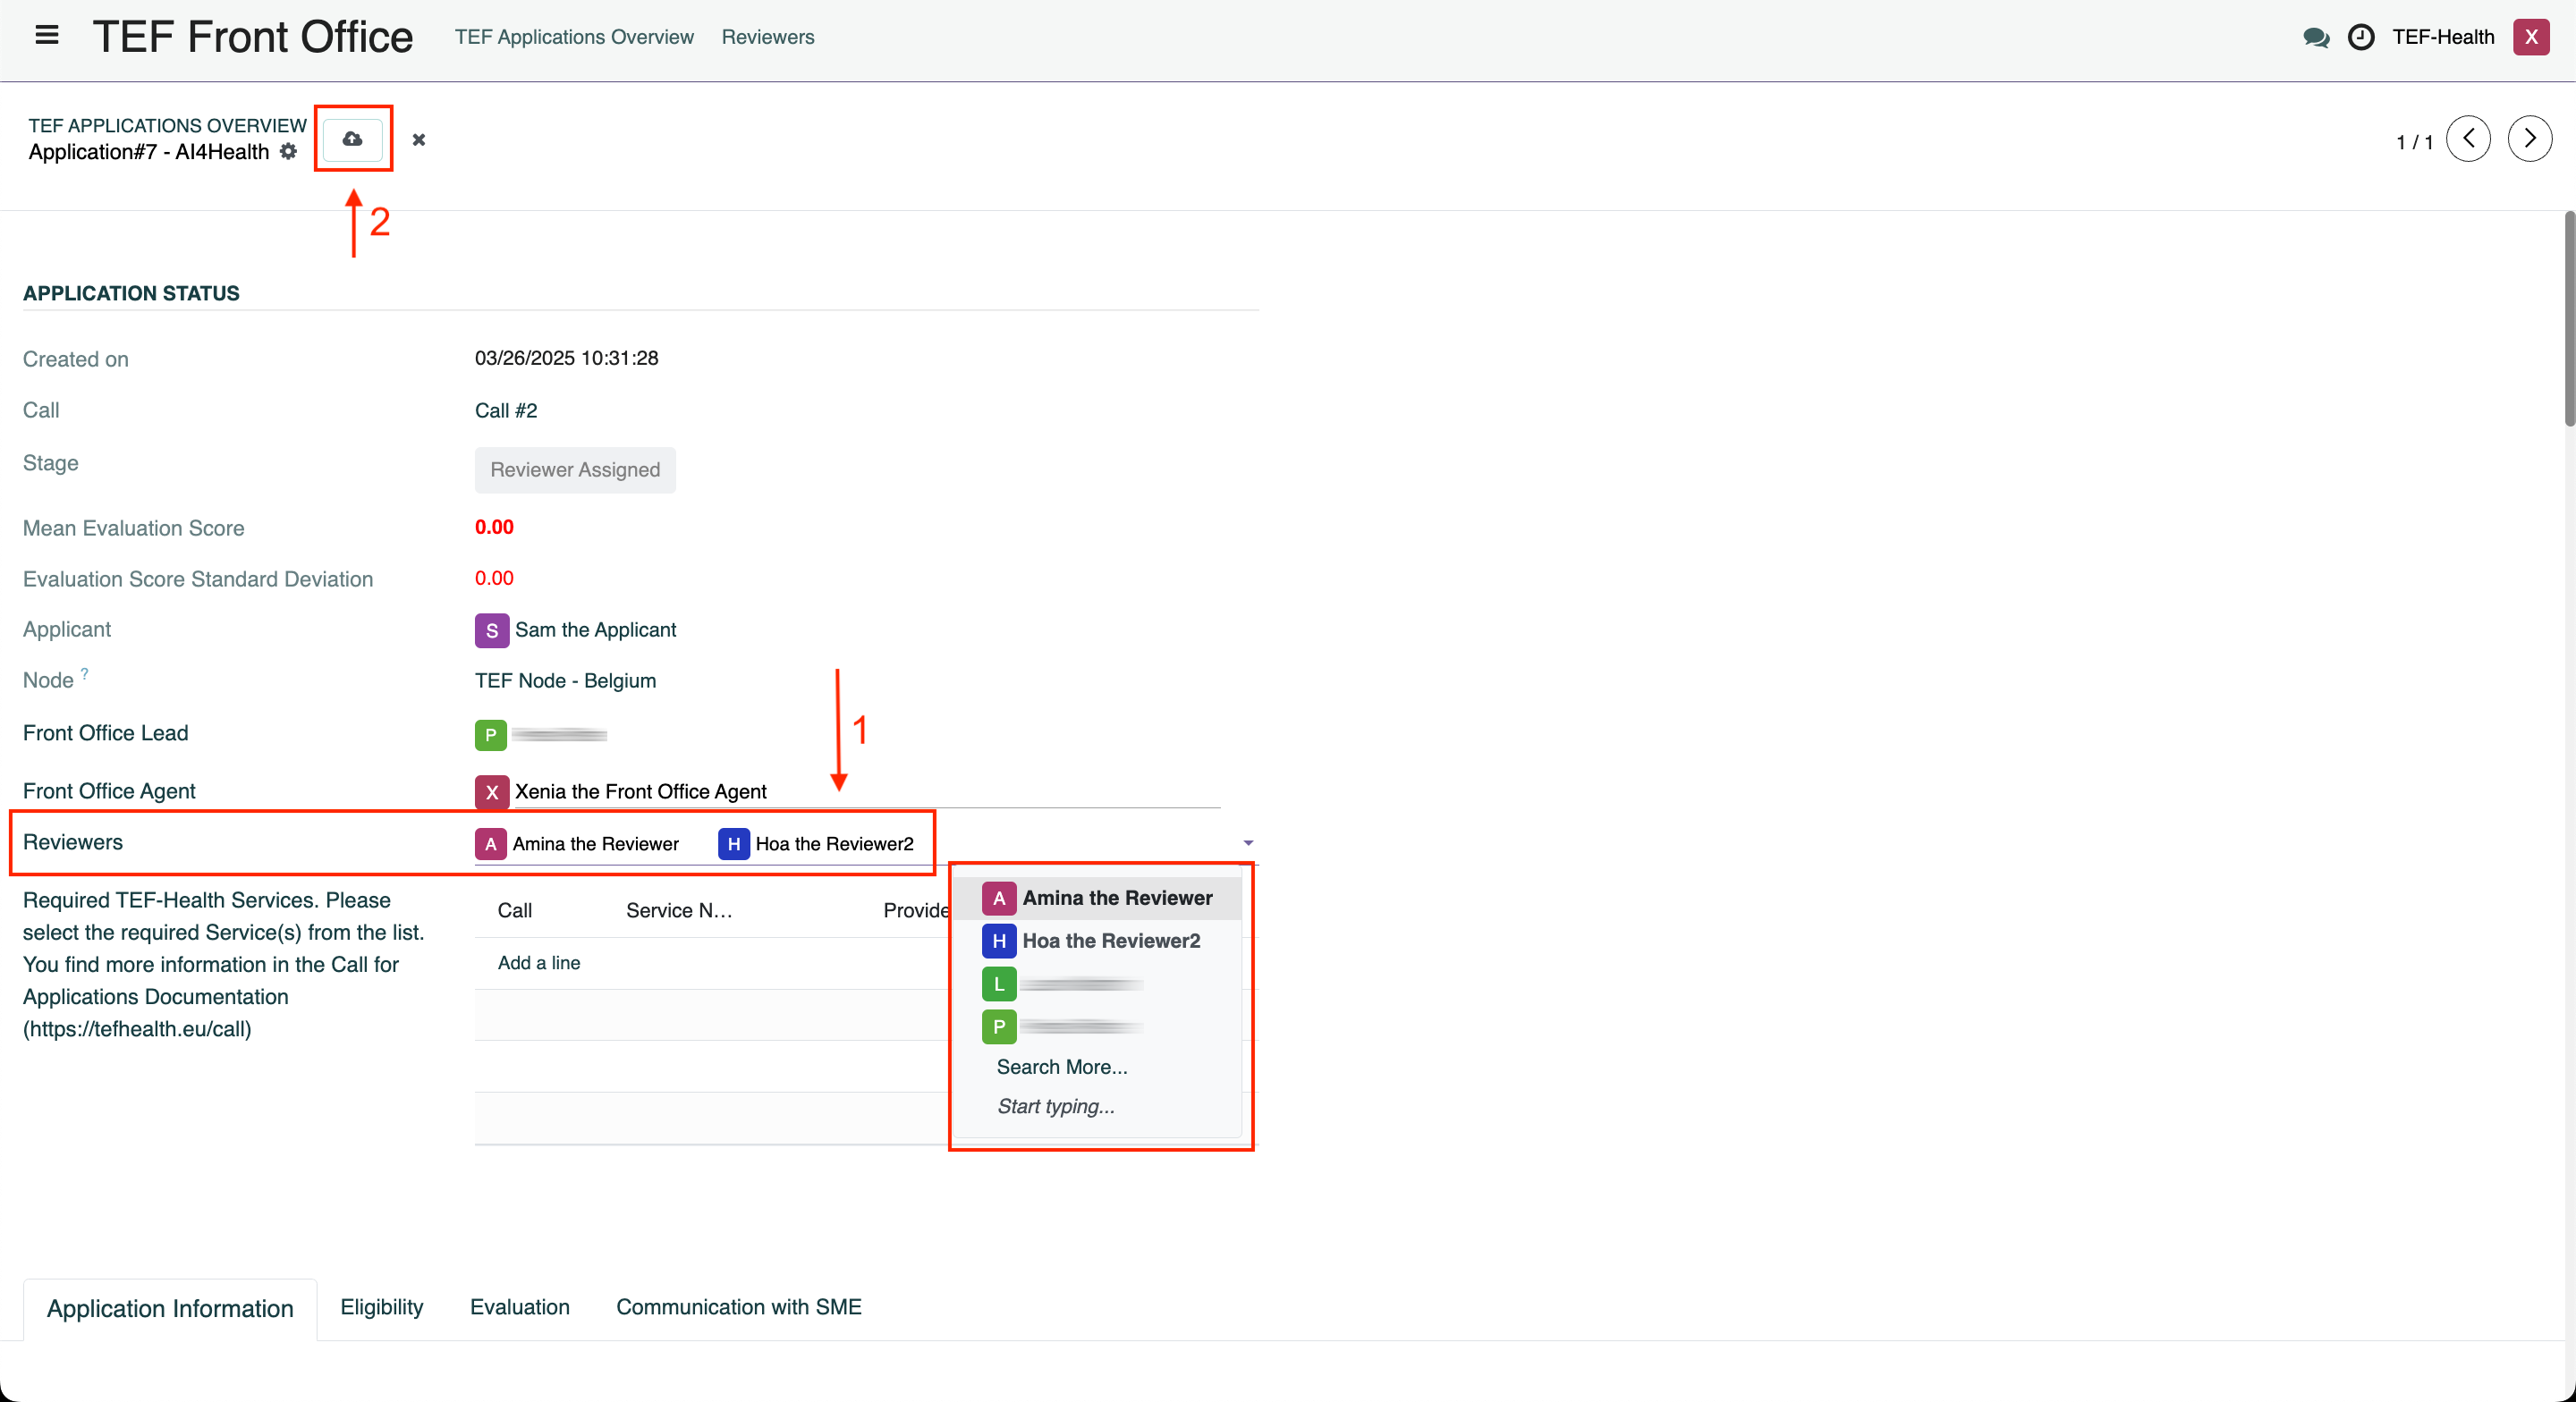 TEF Front Office TEF Applications Overview Reviewers TEF-Health X
TEF APPLICATIONS OVERVIEW
Application#7 - AI4Health
1 / 1
2
APPLICATION STATUS
Created on 03/26/2025 10:31:28
Call Call #2
Stage Reviewer Assigned
Mean Evaluation Score 0.00
Evaluation Score Standard Deviation 0.00
Applicant S Sam the Applicant
Node ? TEF Node - Belgium
1
Front Office Lead P
Front Office Agent X Xenia the Front Office Agent
Reviewers A Amina the Reviewer H Hoa the Reviewer2
Required TEF-Health Services. Please
select the required Service(s) from the list.
You find more information in the Call for
Applications Documentation
(https://tefhealth.eu/call)
Call Service N... Provide
Add a line
A Amina the Reviewer
H Hoa the Reviewer2
L
P
Search More...
Start typing...
Application Information Eligibility Evaluation Communication with SME